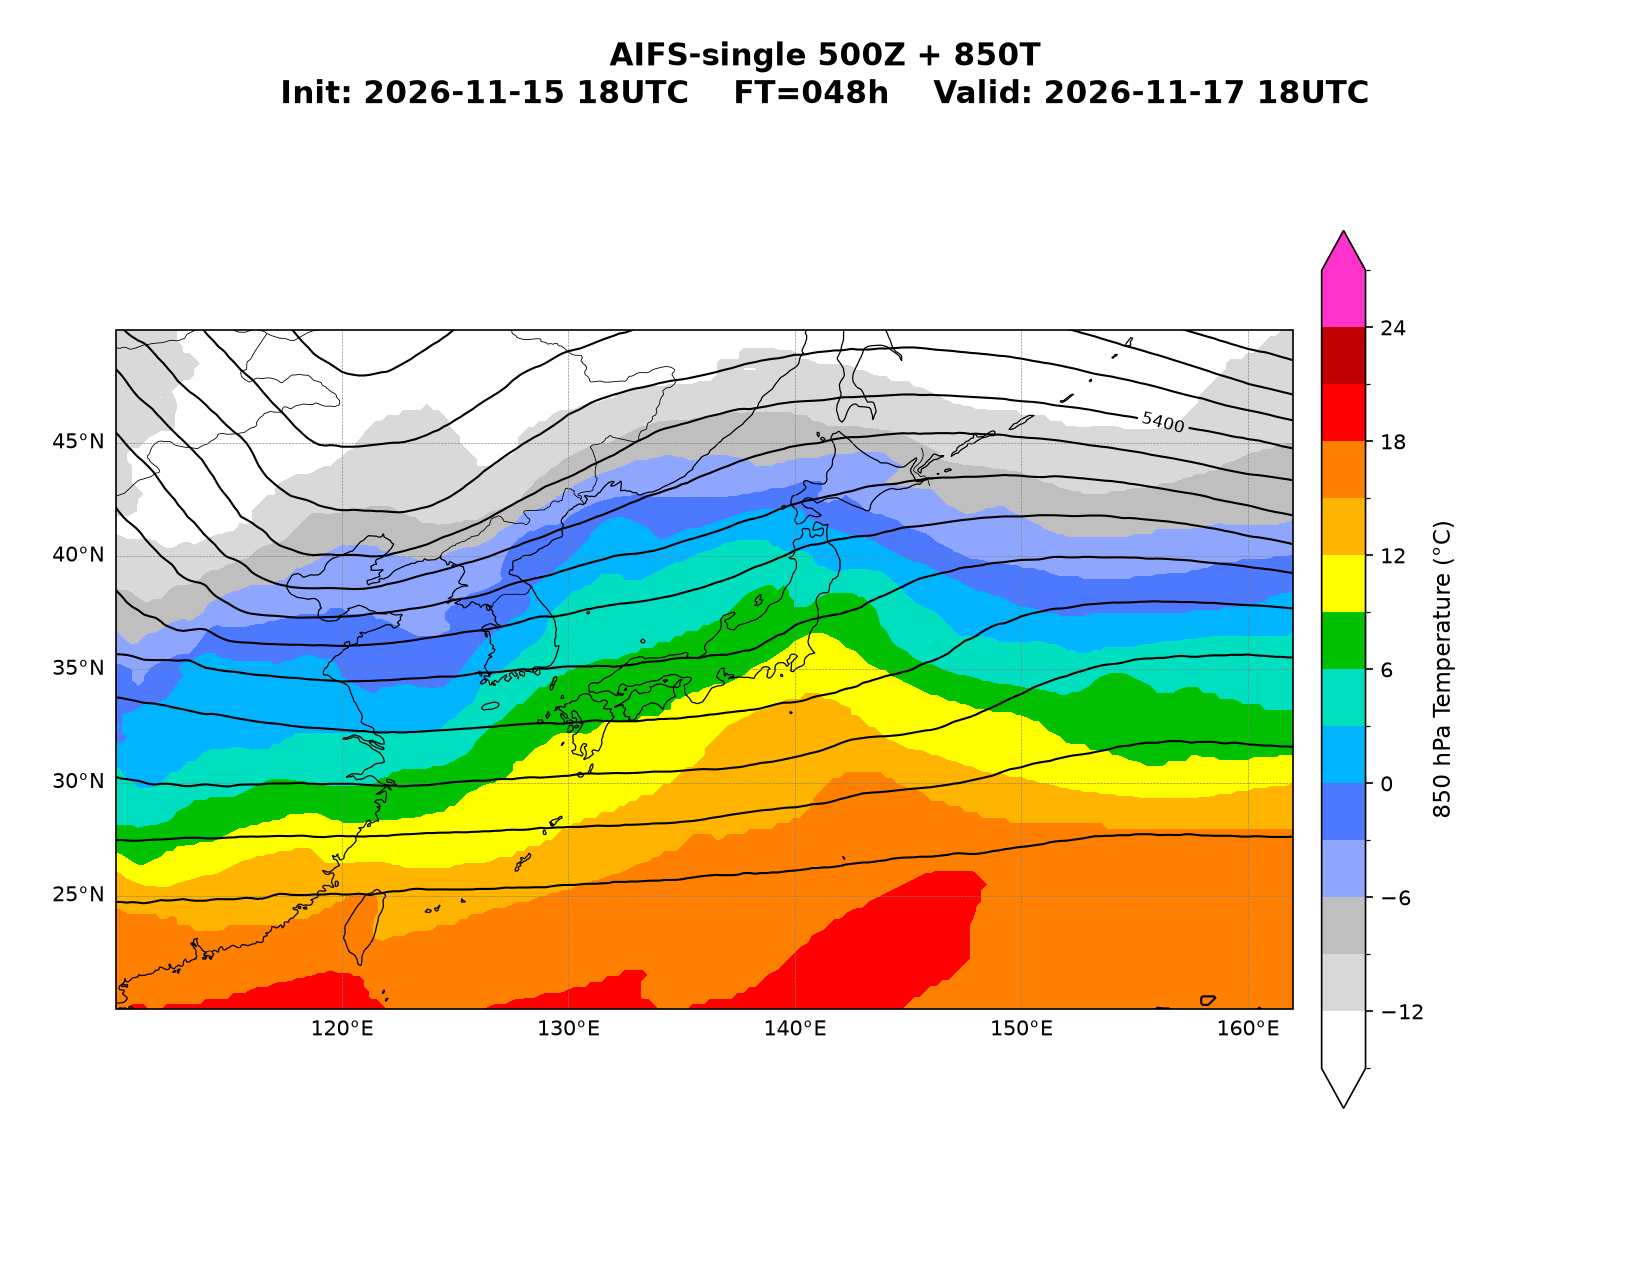 AIFS-single 500Z + 850T
Init: 2026-11-15 18UTC    FT=048h    Valid: 2026-11-17 18UTC
24
18
12
6
0
−6
−12
850 hPa Temperature (°C)
5400
45°N
40°N
35°N
30°N
25°N
120°E
130°E
140°E
150°E
160°E